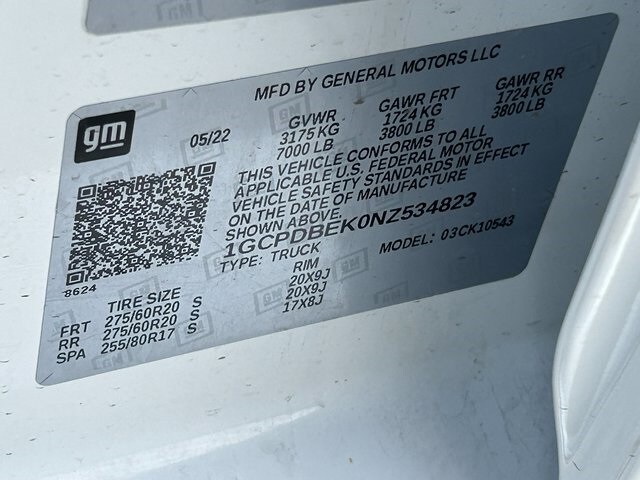 MFD BY GENERAL MOTORS LLC
gm
05/22
GVWR GAWR FRT GAWR RR
3175 KG 1724 KG 1724 KG
7000 LB 3800 LB 3800 LB
THIS VEHICLE CONFORMS TO ALL
APPLICABLE U.S. FEDERAL MOTOR
VEHICLE SAFETY STANDARDS IN EFFECT
ON THE DATE OF MANUFACTURE
SHOWN ABOVE.
1GCPDBEK0NZ534823
TYPE: TRUCK MODEL: 03CK10543
8624
TIRE SIZE RIM
FRT 275/60R20 S 20X9J
RR 275/60R20 S 20X9J
SPA 255/80R17 S 17X8J